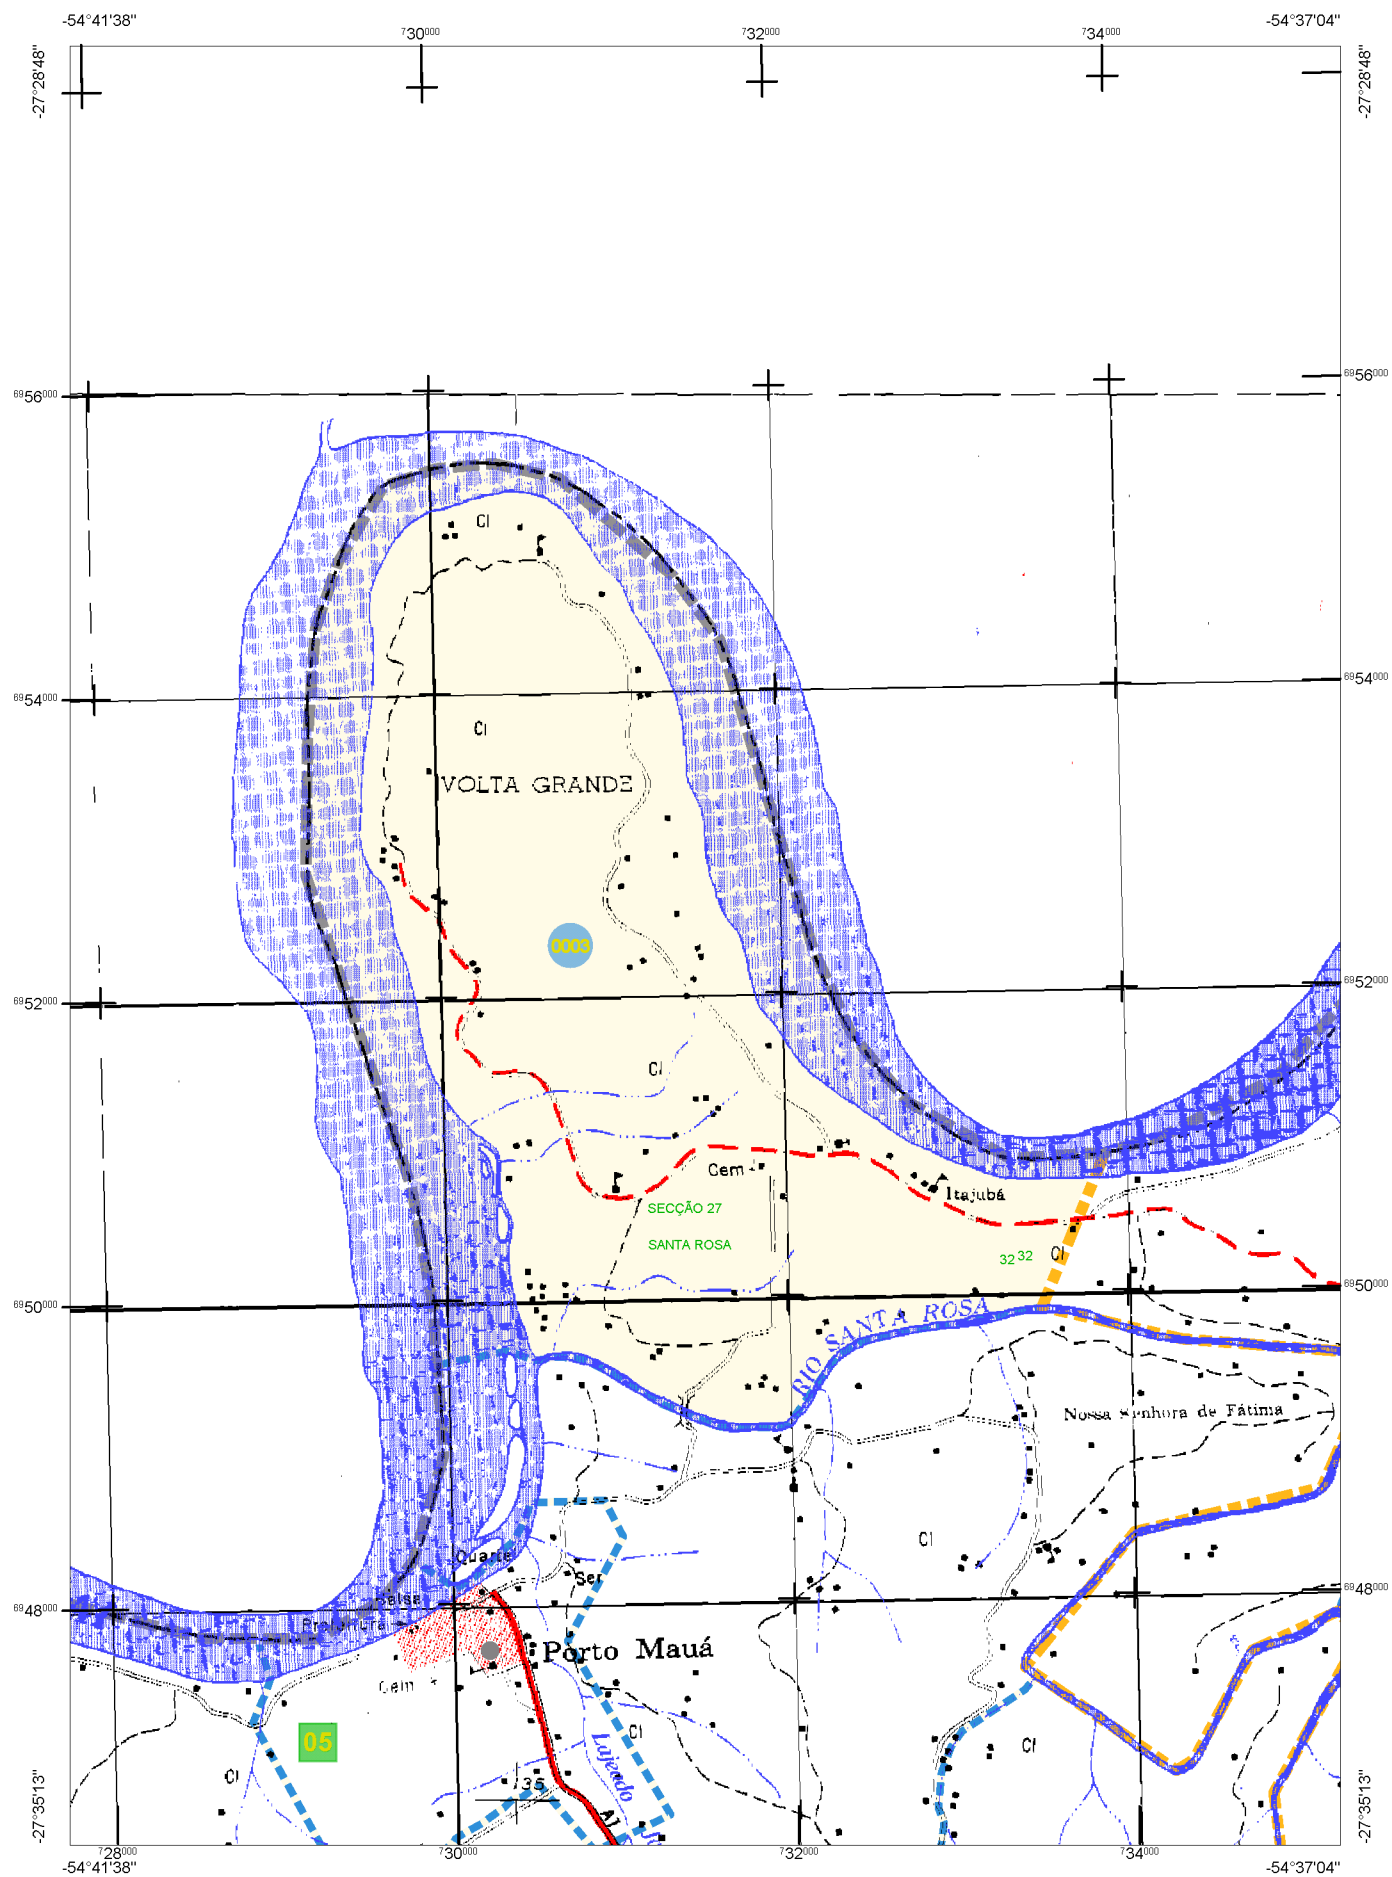 -54°41'38"
-54°37'04"
730000
732000
734000
-27°28'48"
-27°28'48"
6956000
6956000
Cl
6954000
6954000
Cl
VOLTA GRANDE
0003
6952000
6952000
Cl
Cem
Itajubá
SECÇÃO 27
SANTA ROSA
32 32
Cl
6950000
6950000
RIO SANTA ROSA
Nossa Senhora de Fátima
Cl
Quartel
Ser
Balsa
6948000
6948000
Porto Mauá
Cem
05
Cl
Cl
Cl
Lajeado
35
-27°35'13"
-27°35'13"
728000
730000
732000
734000
-54°41'38"
-54°37'04"